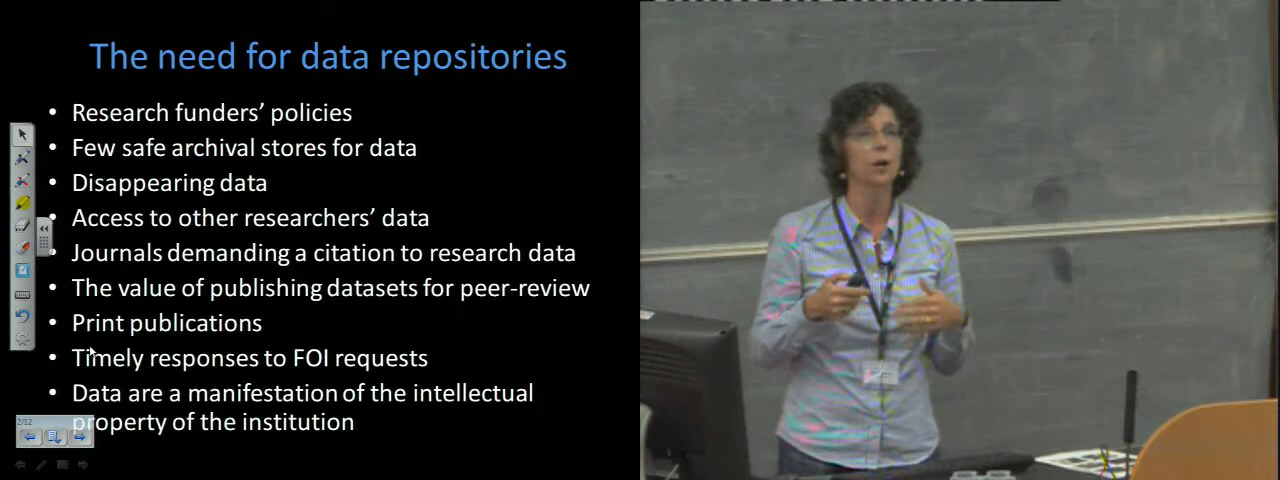 The need for data repositories
• Research funders’ policies
• Few safe archival stores for data
• Disappearing data
• Access to other researchers’ data
• Journals demanding a citation to research data
• The value of publishing datasets for peer-review
• Print publications
• Timely responses to FOI requests
• Data are a manifestation of the intellectual
property of the institution
2/12